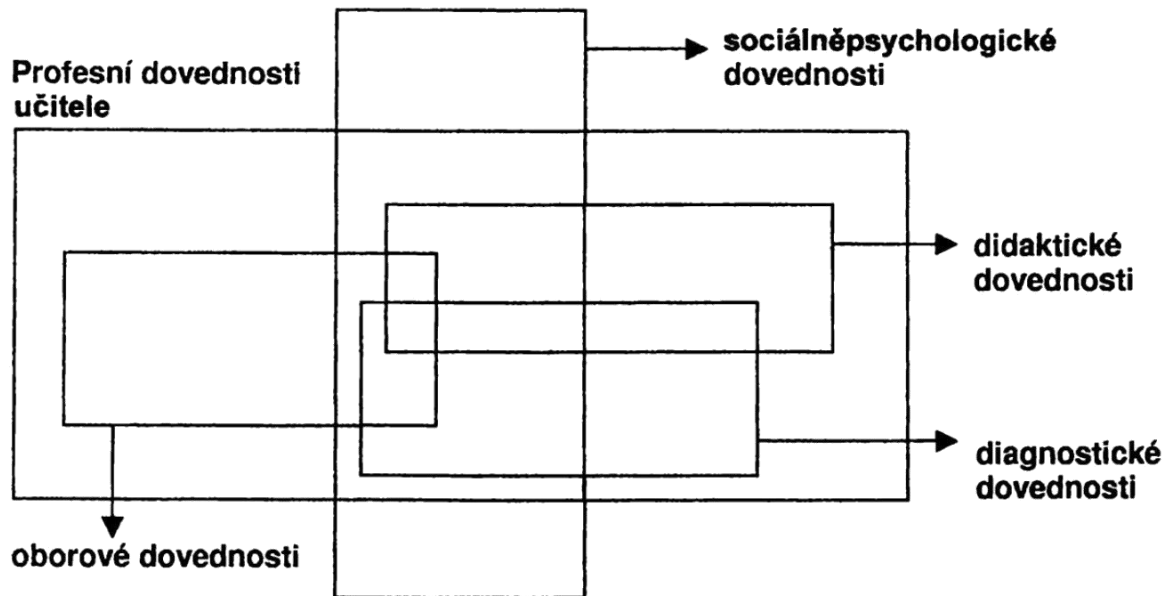 sociálněpsychologické
dovednosti
Profesní dovednosti
učitele
didaktické
dovednosti
diagnostické
dovednosti
oborové dovednosti